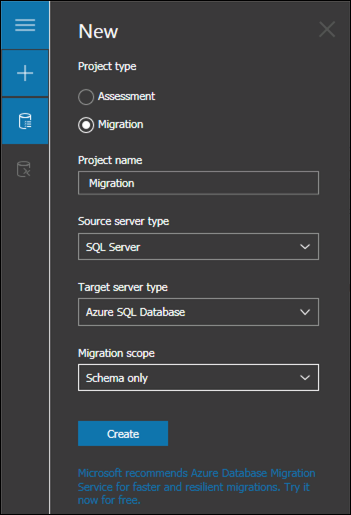 New
Project type
Assessment
Migration
Project name
Migration
Source server type
SQL Server
Target server type
Azure SQL Database
Migration scope
Schema only
Create
Microsoft recommends Azure Database Migration
Service for faster and resilient migrations. Try it
now for free.